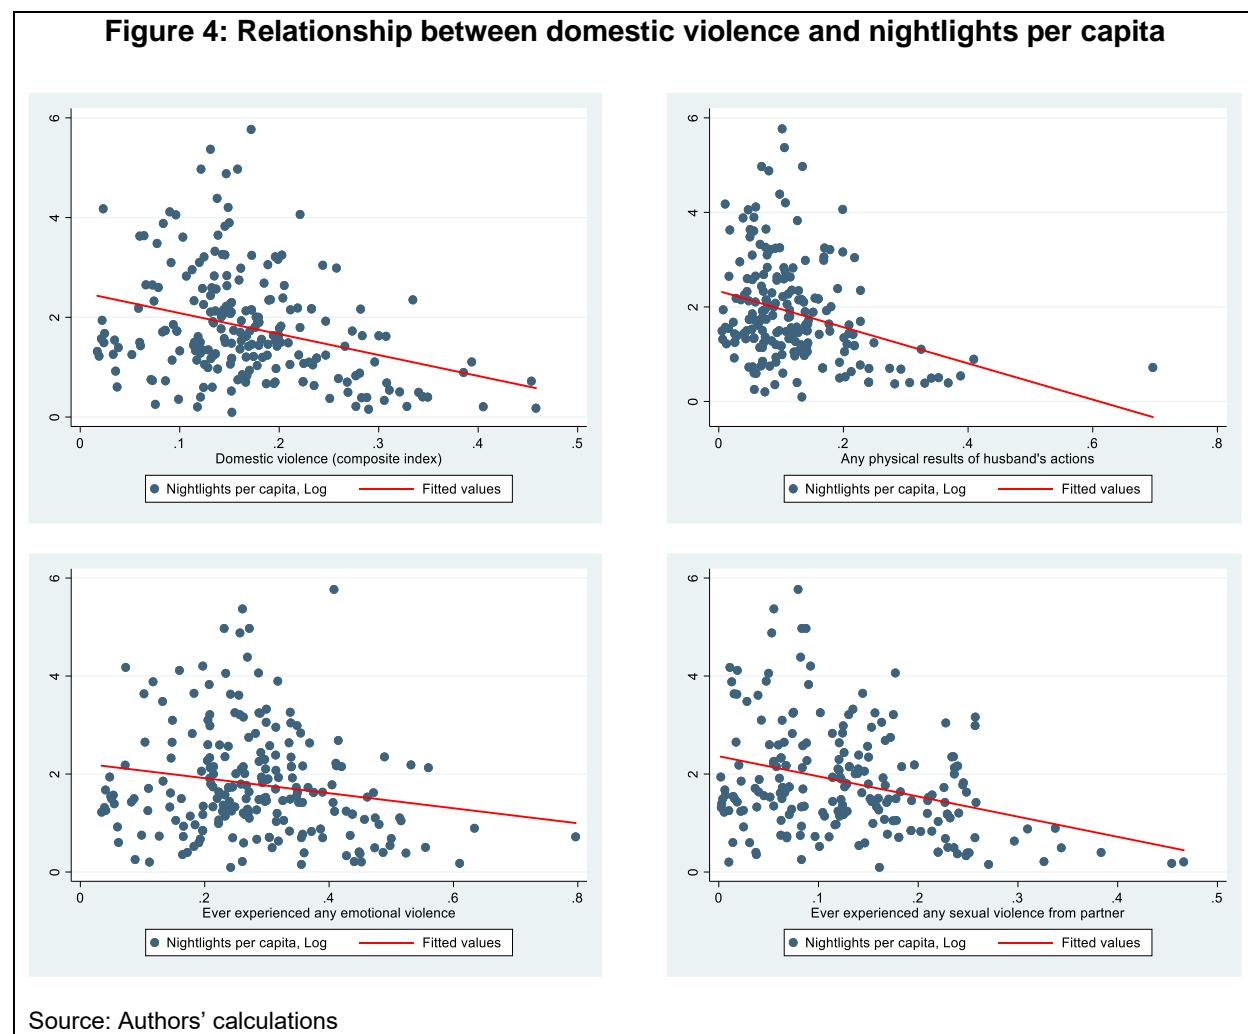 Figure 4: Relationship between domestic violence and nightlights per capita
6
4
2
0
0 .1 .2 .3 .4 .5
Domestic violence (composite index)
Nightlights per capita, Log Fitted values
6
4
2
0
0 .2 .4 .6 .8
Any physical results of husband's actions
Nightlights per capita, Log Fitted values
6
4
2
0
0 .2 .4 .6 .8
Ever experienced any emotional violence
Nightlights per capita, Log Fitted values
6
4
2
0
0 .1 .2 .3 .4 .5
Ever experienced any sexual violence from partner
Nightlights per capita, Log Fitted values
Source: Authors’ calculations